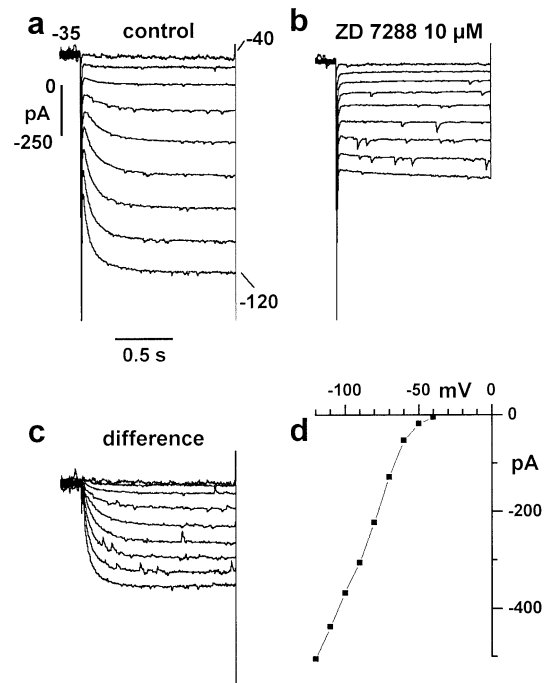 a
control
b
ZD 7288 10 µM
-35
-40
0
pA
-250
-120
0.5 s
c
difference
d
-100
-50
mV
0
0
pA
-200
-400